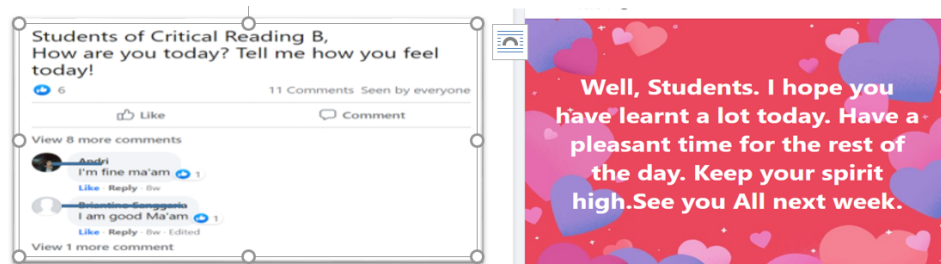 Students of Critical Reading B,
How are you today? Tell me how you feel
today!
6
11 Comments Seen by everyone
Like
Comment
View 8 more comments
Andri
I'm fine ma'am 1
Like · Reply · 8w
Briantino Sanggaria
I am good Ma'am 1
Like · Reply · 8w · Edited
View 1 more comment
Well, Students. I hope you
have learnt a lot today. Have a
pleasant time for the rest of
the day. Keep your spirit
high.See you All next week.